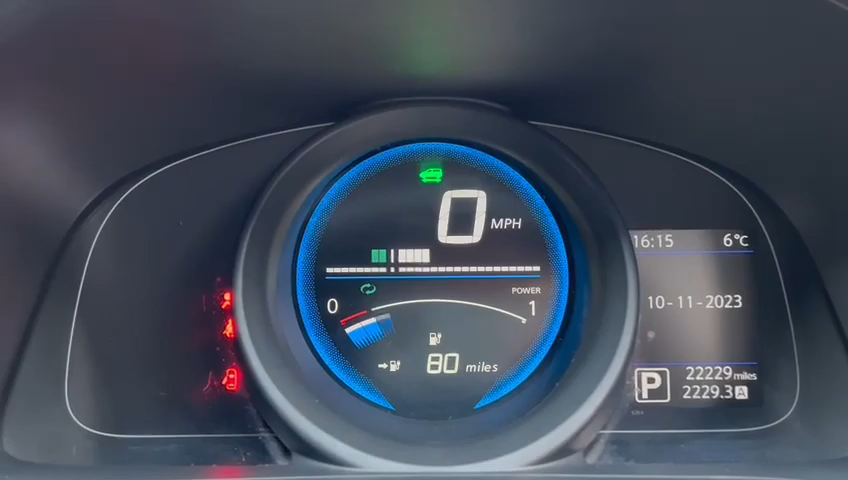 0 MPH
16:15 6°C
0
POWER
1
10-11-2023
80 miles
22229 miles
P
2229.3 A